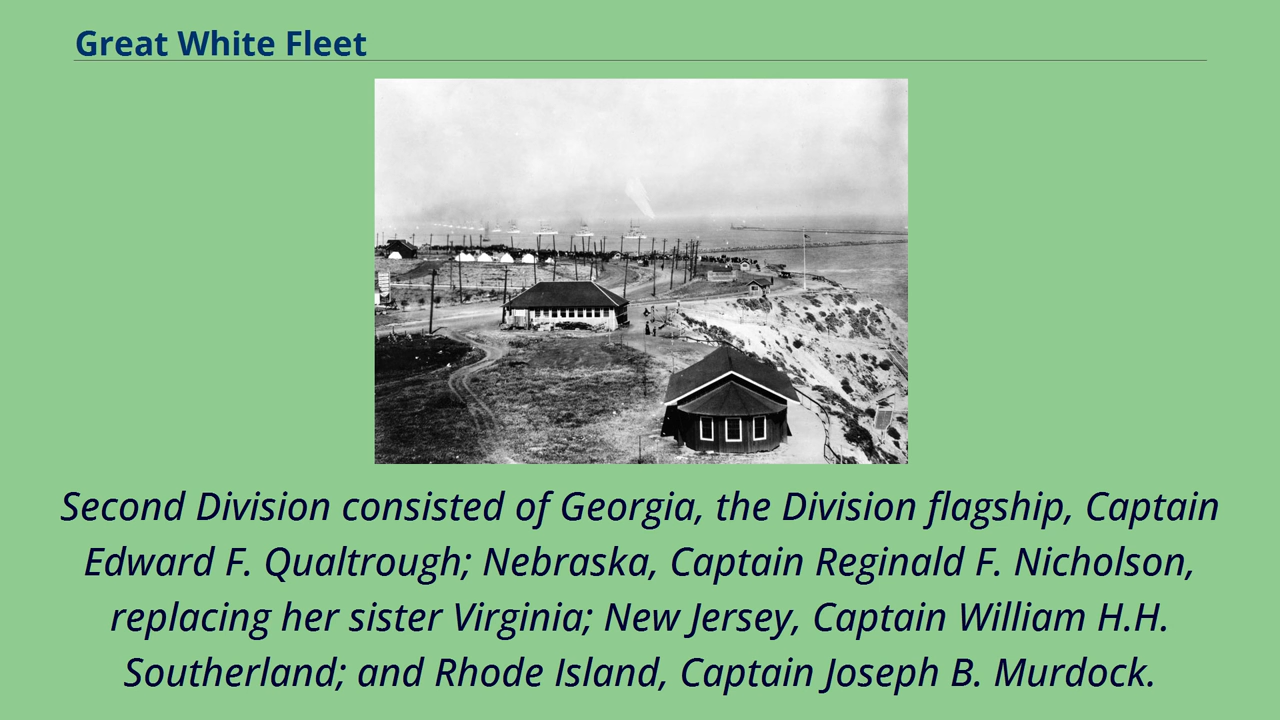 Great White Fleet
Second Division consisted of Georgia, the Division flagship, Captain
Edward F. Qualtrough; Nebraska, Captain Reginald F. Nicholson,
replacing her sister Virginia; New Jersey, Captain William H.H.
Southerland; and Rhode Island, Captain Joseph B. Murdock.